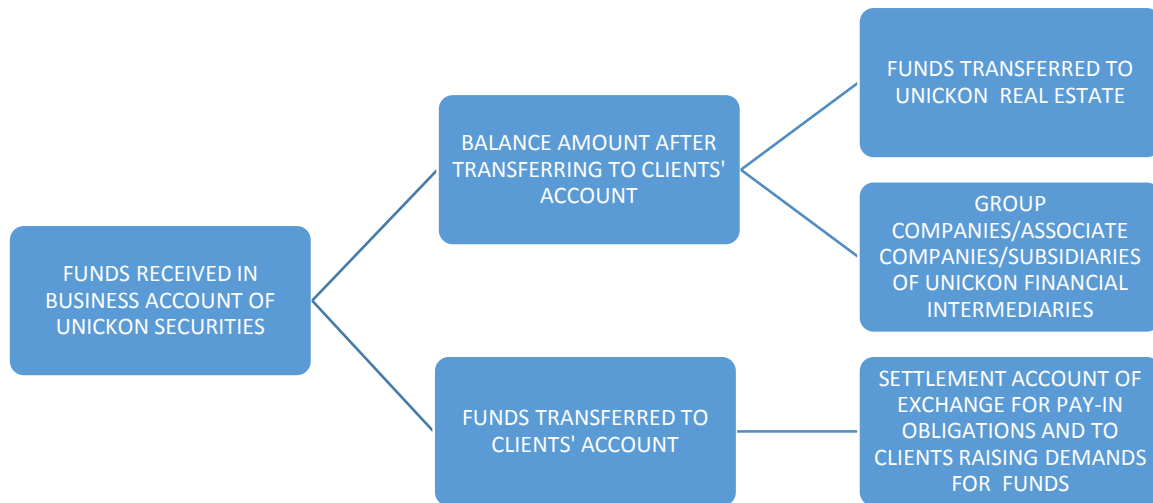 FUNDS RECEIVED IN
BUSINESS ACCOUNT OF
UNICKON SECURITIES
BALANCE AMOUNT AFTER
TRANSFERRING TO CLIENTS'
ACCOUNT
FUNDS TRANSFERRED TO
UNICKON REAL ESTATE
GROUP
COMPANIES/ASSOCIATE
COMPANIES/SUBSIDIARIES
OF UNICKON FINANCIAL
INTERMEDIARIES
FUNDS TRANSFERRED TO
CLIENTS' ACCOUNT
SETTLEMENT ACCOUNT OF
EXCHANGE FOR PAY-IN
OBLIGATIONS AND TO
CLIENTS RAISING DEMANDS
FOR FUNDS